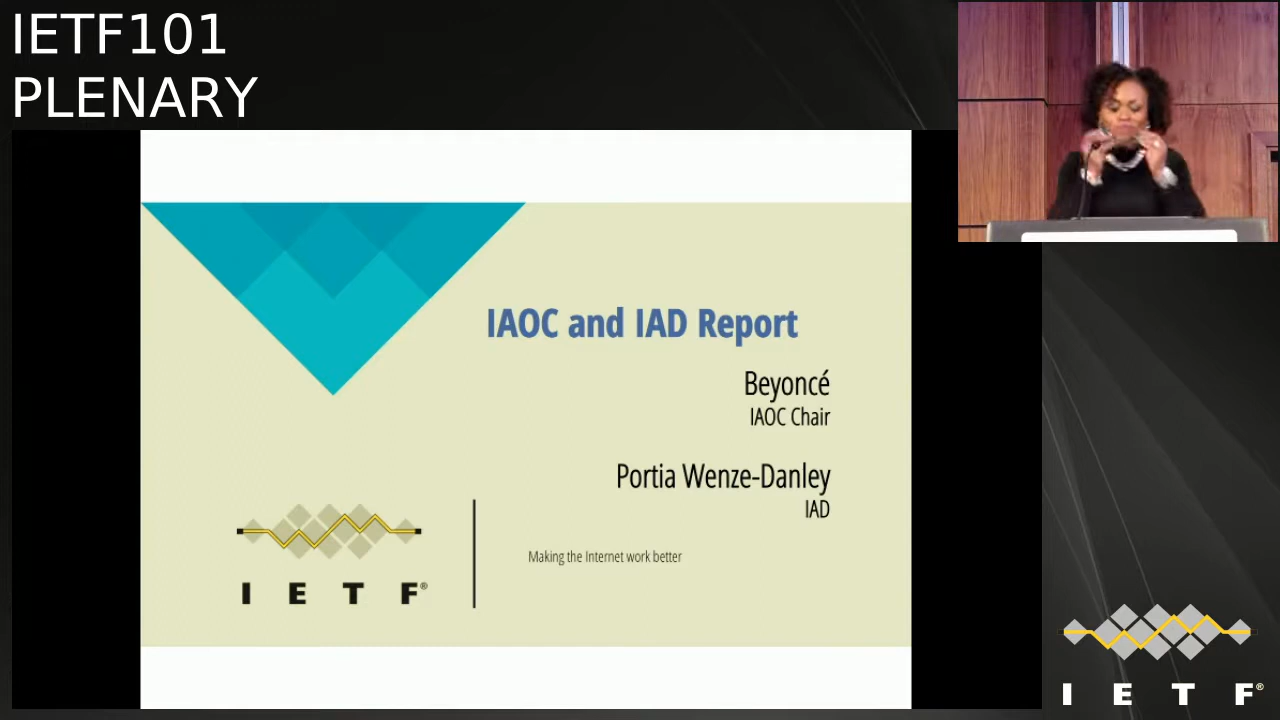 IETF101
PLENARY
IAOC and IAD Report
Beyoncé
IAOC Chair
Portia Wenze-Danley
IAD
Making the Internet work better
I E T F®
I E T F®